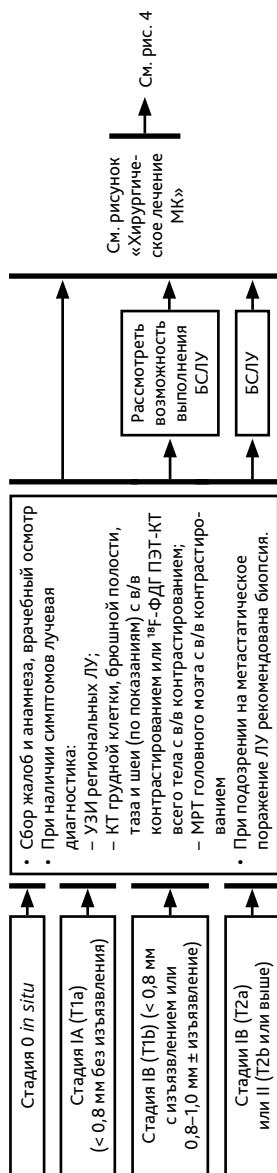 Стадия 0 in situ
Стадия IA (T1a)
(< 0,8 мм без изъязвления)
Стадия IB (T1b) (< 0,8 мм
с изъязвлением или
0,8–1,0 мм ± изъязвление)
Стадия IB (T2a)
или II (T2b или выше)
• Сбор жалоб и анамнеза, врачебный осмотр
• При наличии симптомов лучевая
диагностика:
– УЗИ региональных ЛУ;
– КТ грудной клетки, брюшной полости,
таза и шеи (по показаниям) с в/в
контрастированием или ¹⁸F-ФДГ ПЭТ-КТ
всего тела с в/в контрастированием;
– МРТ головного мозга с в/в контрастиро-
ванием
• При подозрении на метастатическое
поражение ЛУ рекомендована биопсия.
Рассмотреть
возможность
выполнения
БСЛУ
БСЛУ
См. рисунок
«Хирургиче-
ское лечение
МК»
См. рис. 4